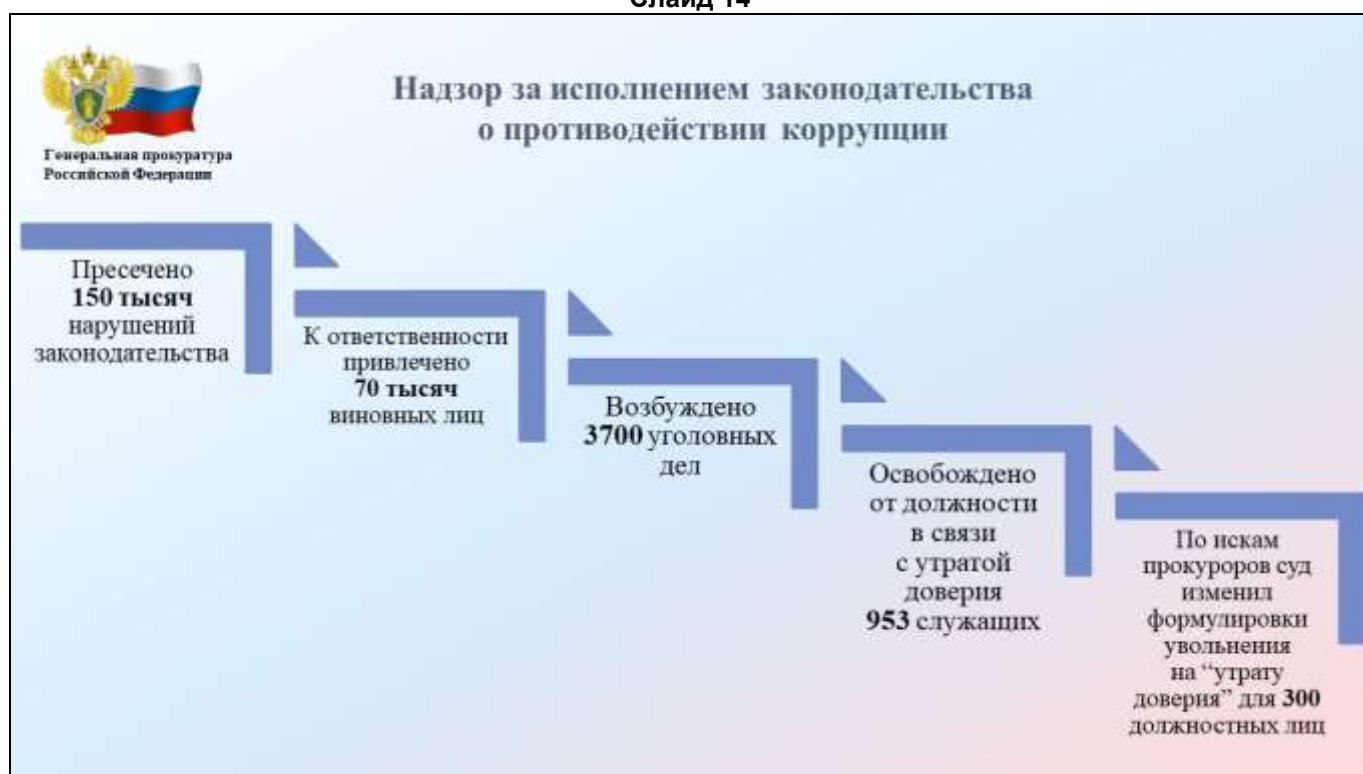 Слайд 14
Генеральная прокуратура
Российской Федерации
Надзор за исполнением законодательства
о противодействии коррупции
Пресечено
150 тысяч
нарушений
законодательства
К ответственности
привлечено
70 тысяч
виновных лиц
Возбуждено
3700 уголовных
дел
Освобождено
от должности
в связи
с утратой
доверия
953 служащих
По искам
прокуроров суд
изменил
формулировки
увольнения
на “утрату
доверия” для 300
должностных лиц